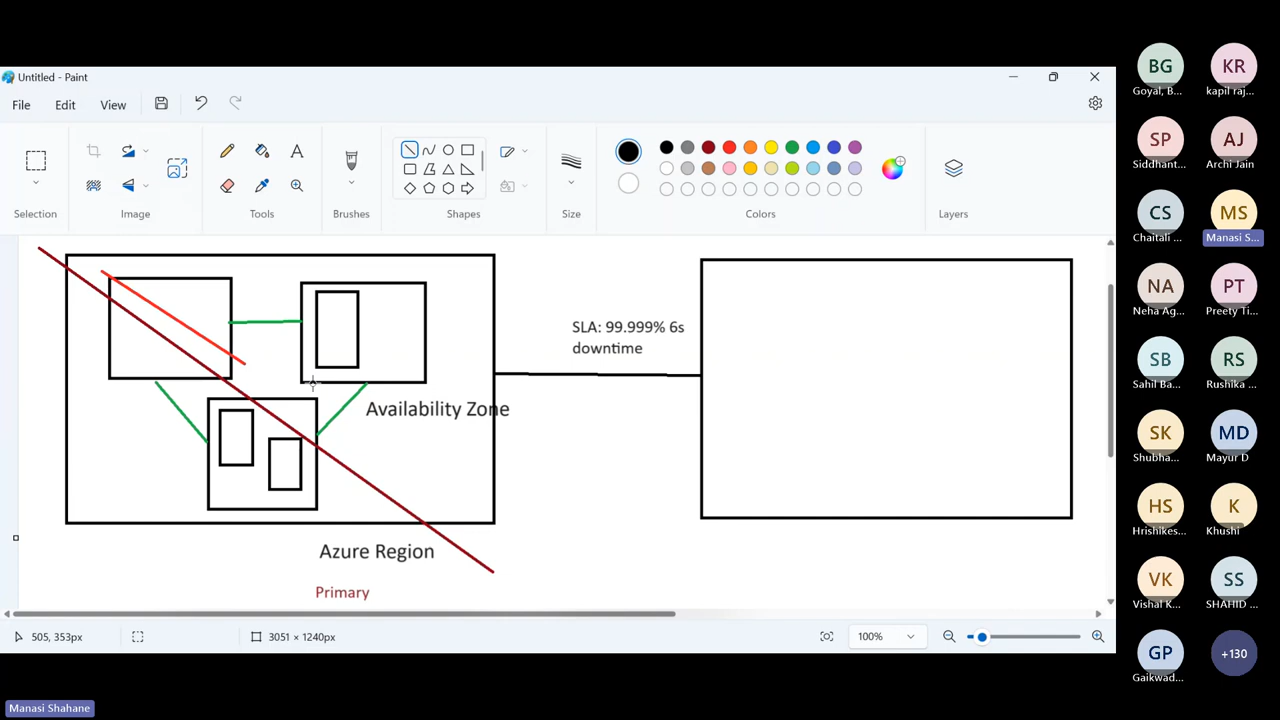 Untitled - Paint
File Edit View
Selection
Image
Tools
Brushes
Shapes
Size
Colors
Layers
SLA: 99.999% 6s
downtime
Availability Zone
Azure Region
Primary
505, 353px
3051 × 1240px
100%
BG
Goyal, B...
KR
kapil raj...
SP
Siddhant...
AJ
Archi Jain
CS
Chaitali ...
MS
Manasi S...
NA
Neha Ag...
PT
Preety Ti...
SB
Sahil Ba...
RS
Rushika ...
SK
Shubha...
MD
Mayur D
HS
Hrishikes...
K
Khushi
VK
Vishal K...
SS
SHAHID ...
GP
Gaikwad...
+130
Manasi Shahane